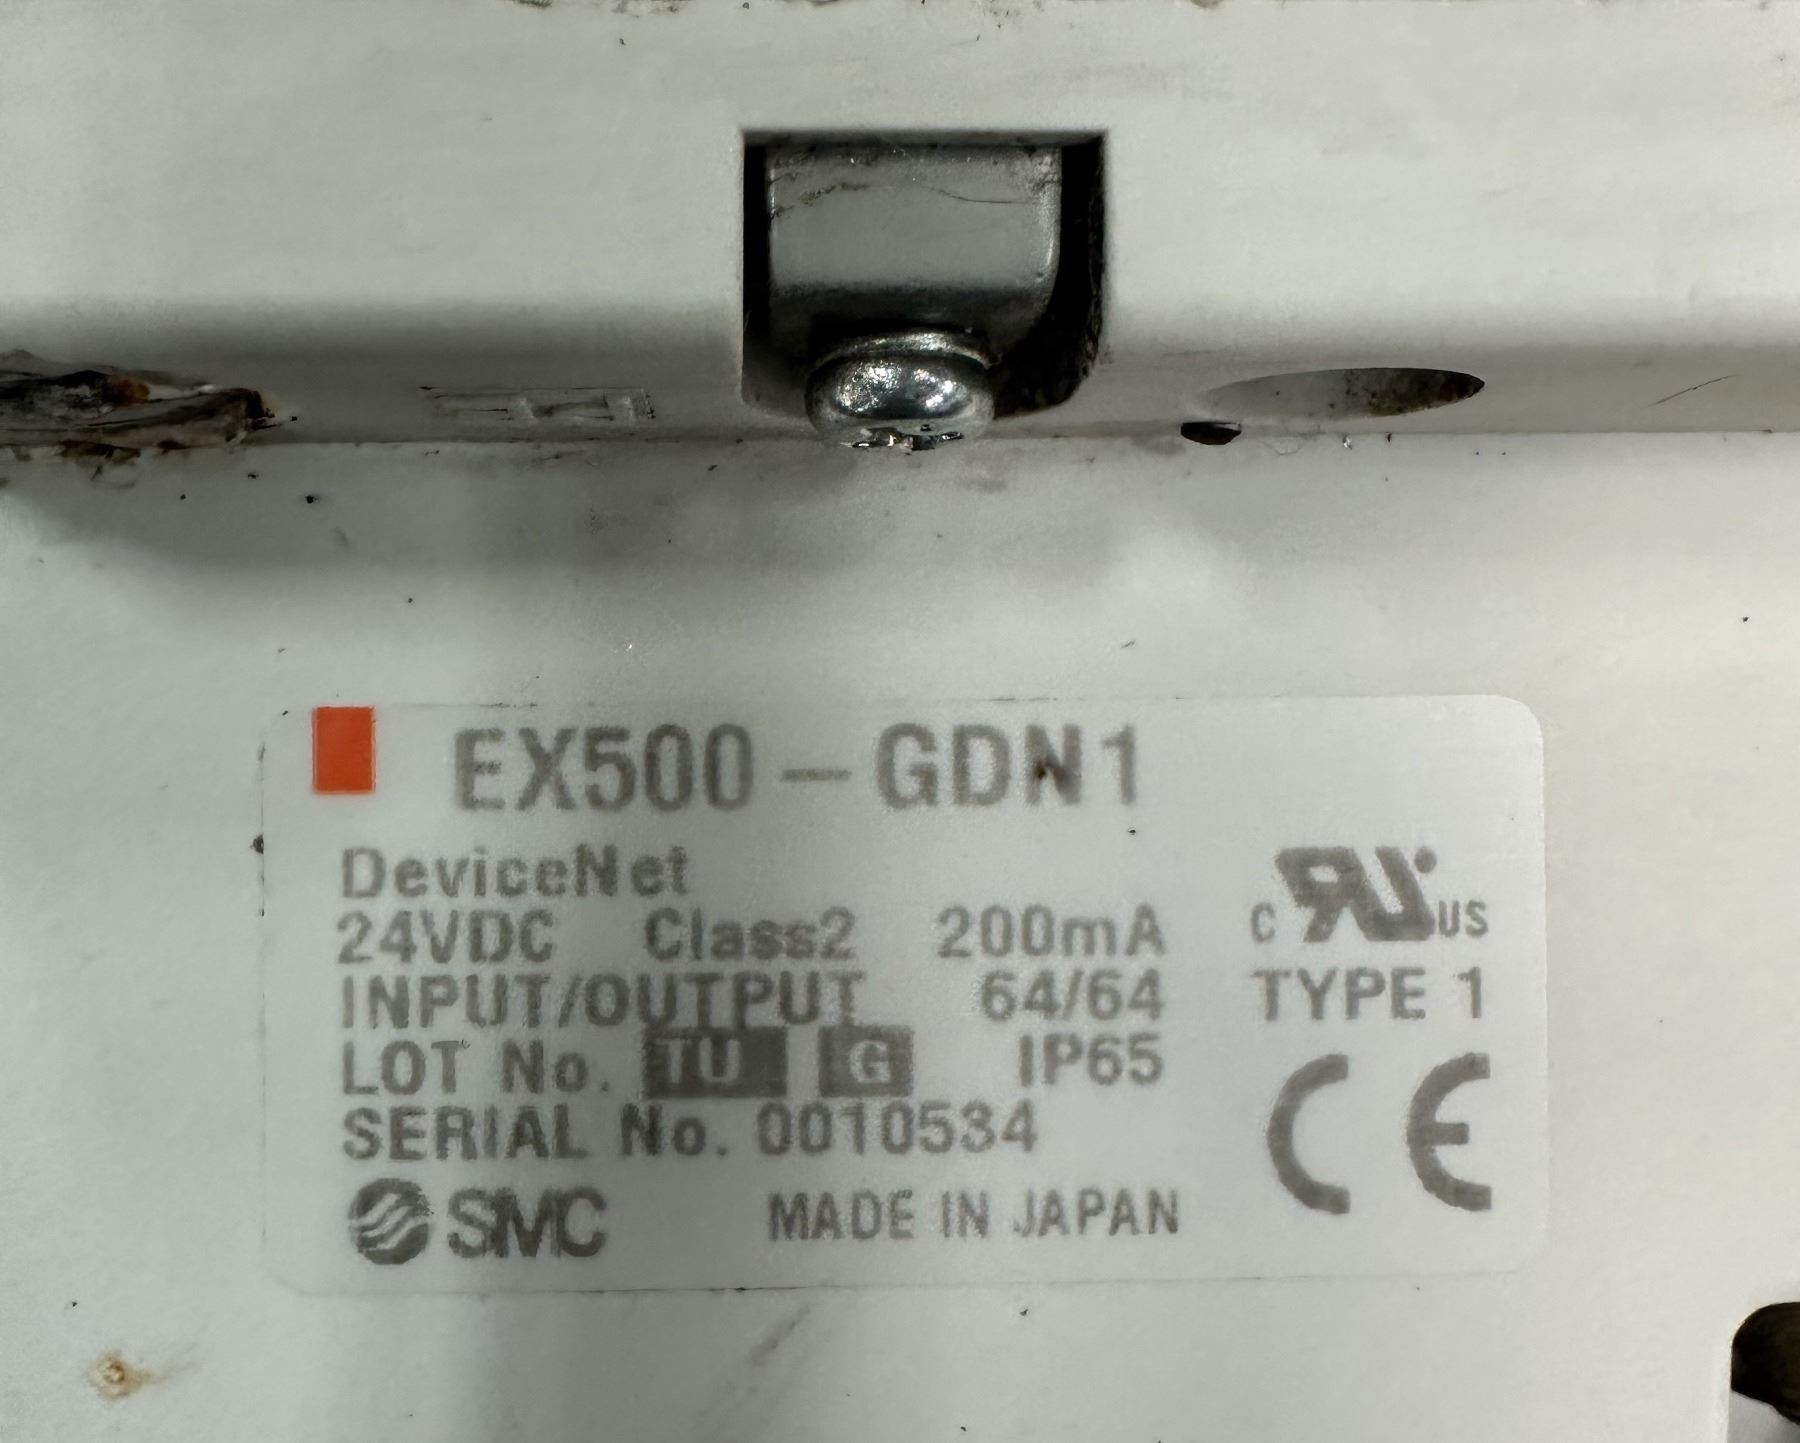 EX500-GDN1
DeviceNet
24VDC Class2 200mA
INPUT/OUTPUT 64/64
LOT No. TU G IP65
SERIAL No. 0010534
SMC MADE IN JAPAN
C RU US
TYPE 1
CE